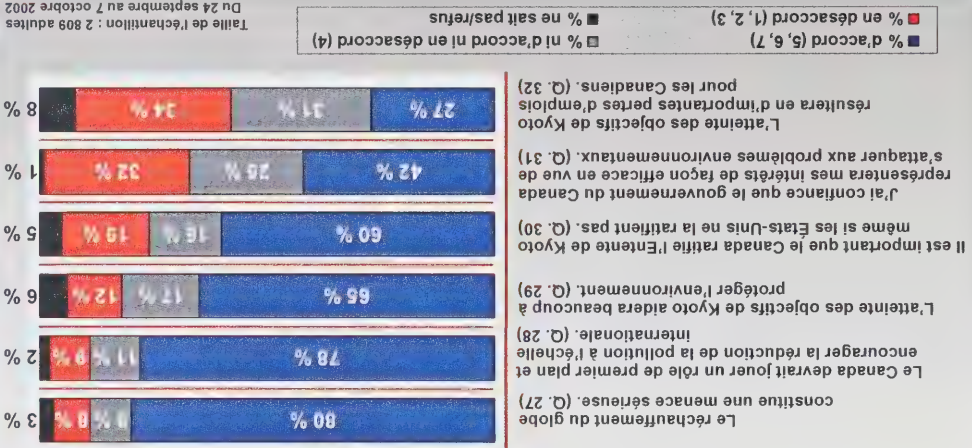 Le réchauffement du globe
constitue une menace sérieuse. (Q. 27)
80 % 9 % 8 % 3 %
Le Canada devrait jouer un rôle de premier plan et
encourager la réduction de la pollution à l'échelle
internationale. (Q. 28)
78 % 11 % 9 % 2 %
L'atteinte des objectifs de Kyoto aidera beaucoup à
protéger l'environnement. (Q. 29)
65 % 17 % 12 % 6 %
Il est important que le Canada ratifie l'Entente de Kyoto
même si les États-Unis ne la ratifient pas. (Q. 30)
60 % 16 % 19 % 5 %
J'ai confiance que le gouvernement du Canada
représentera mes intérêts de façon efficace en vue de
s'attaquer aux problèmes environnementaux. (Q. 31)
42 % 25 % 32 % 1 %
L'atteinte des objectifs de Kyoto
résultera en d'importantes pertes d'emplois
pour les Canadiens. (Q. 32)
27 % 31 % 34 % 8 %
% d'accord (5, 6, 7) % ni d'accord ni en désaccord (4)
% en désaccord (1, 2, 3) % ne sait pas/refus
Taille de l'échantillon : 2 809 adultes
Du 24 septembre au 7 octobre 2002